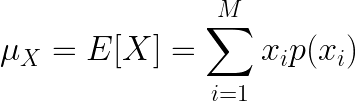 μ_X = E[X] = \sum_{i=1}^{M} x_i p(x_i)